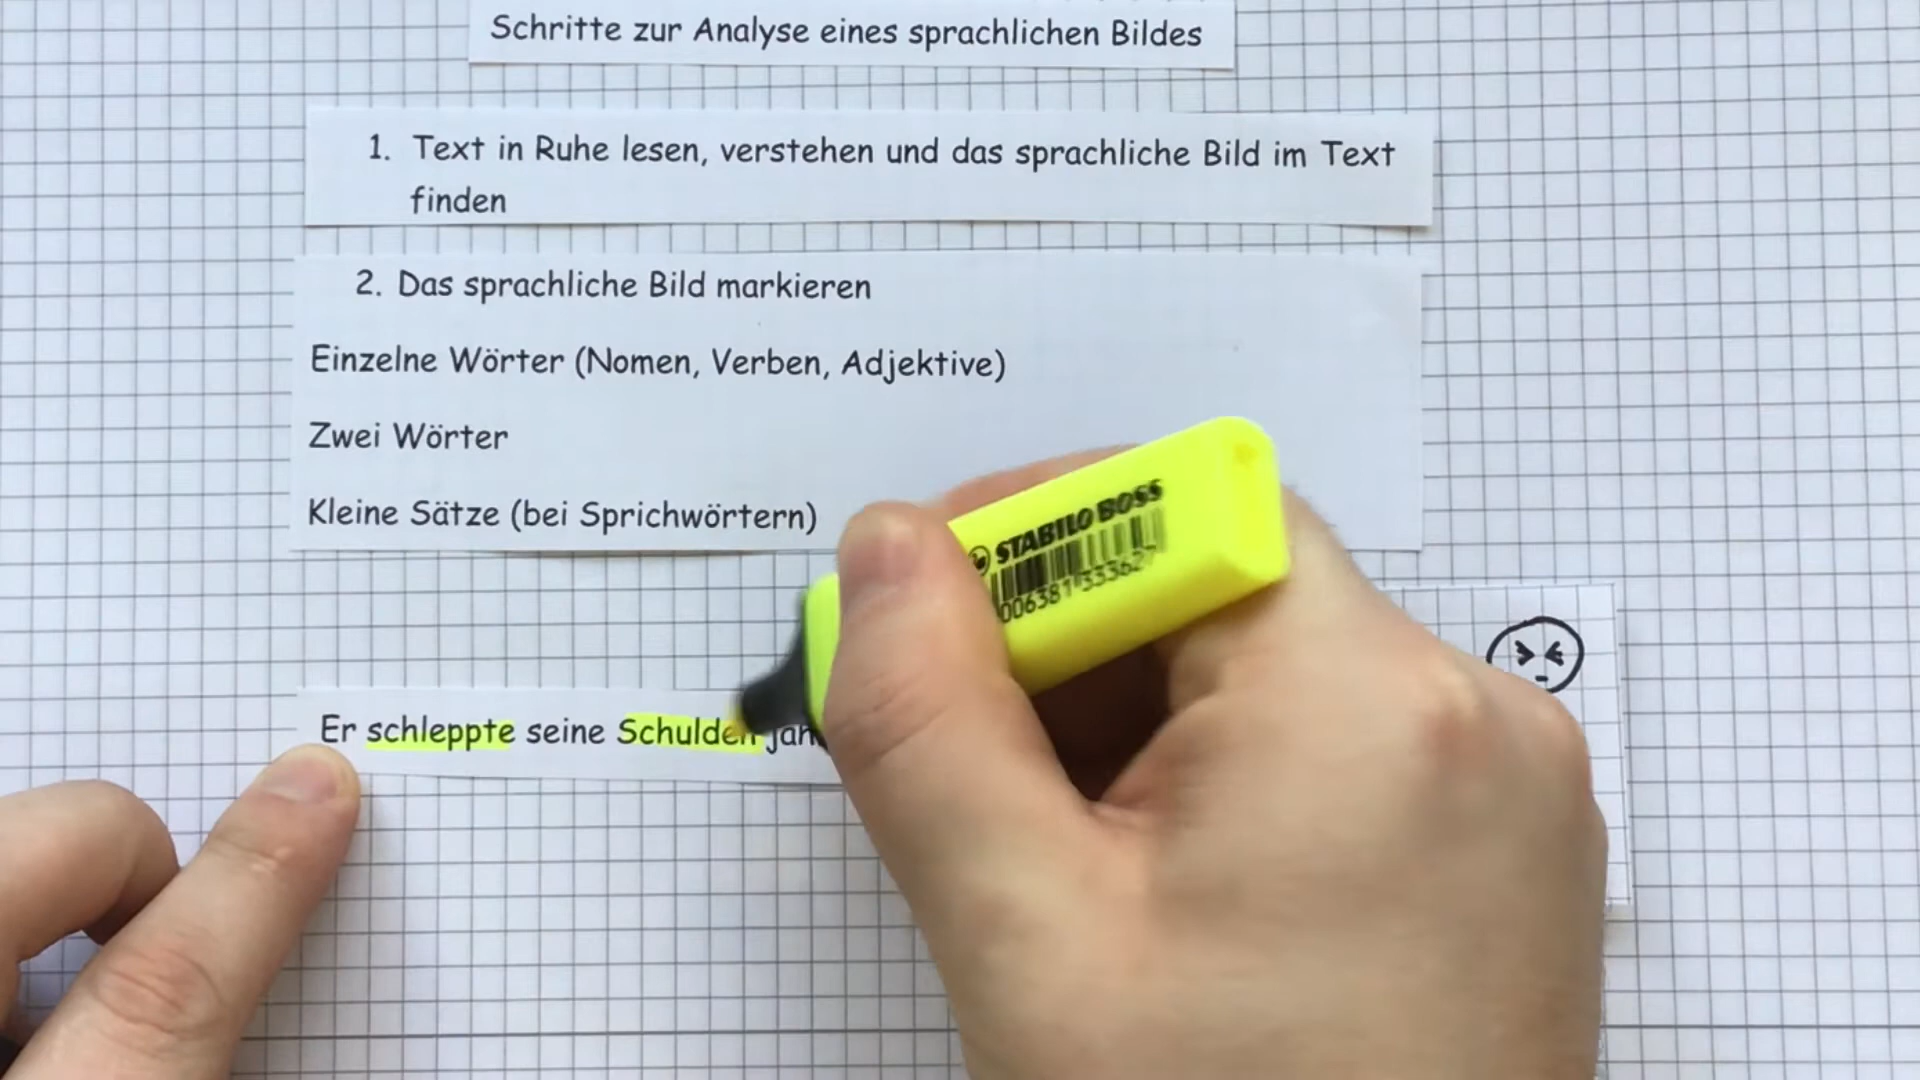 Schritte zur Analyse eines sprachlichen Bildes
1. Text in Ruhe lesen, verstehen und das sprachliche Bild im Text
finden
2. Das sprachliche Bild markieren
Einzelne Wörter (Nomen, Verben, Adjektive)
Zwei Wörter
Kleine Sätze (bei Sprichwörtern)
STABILO BOSS
Er schleppte seine Schulden